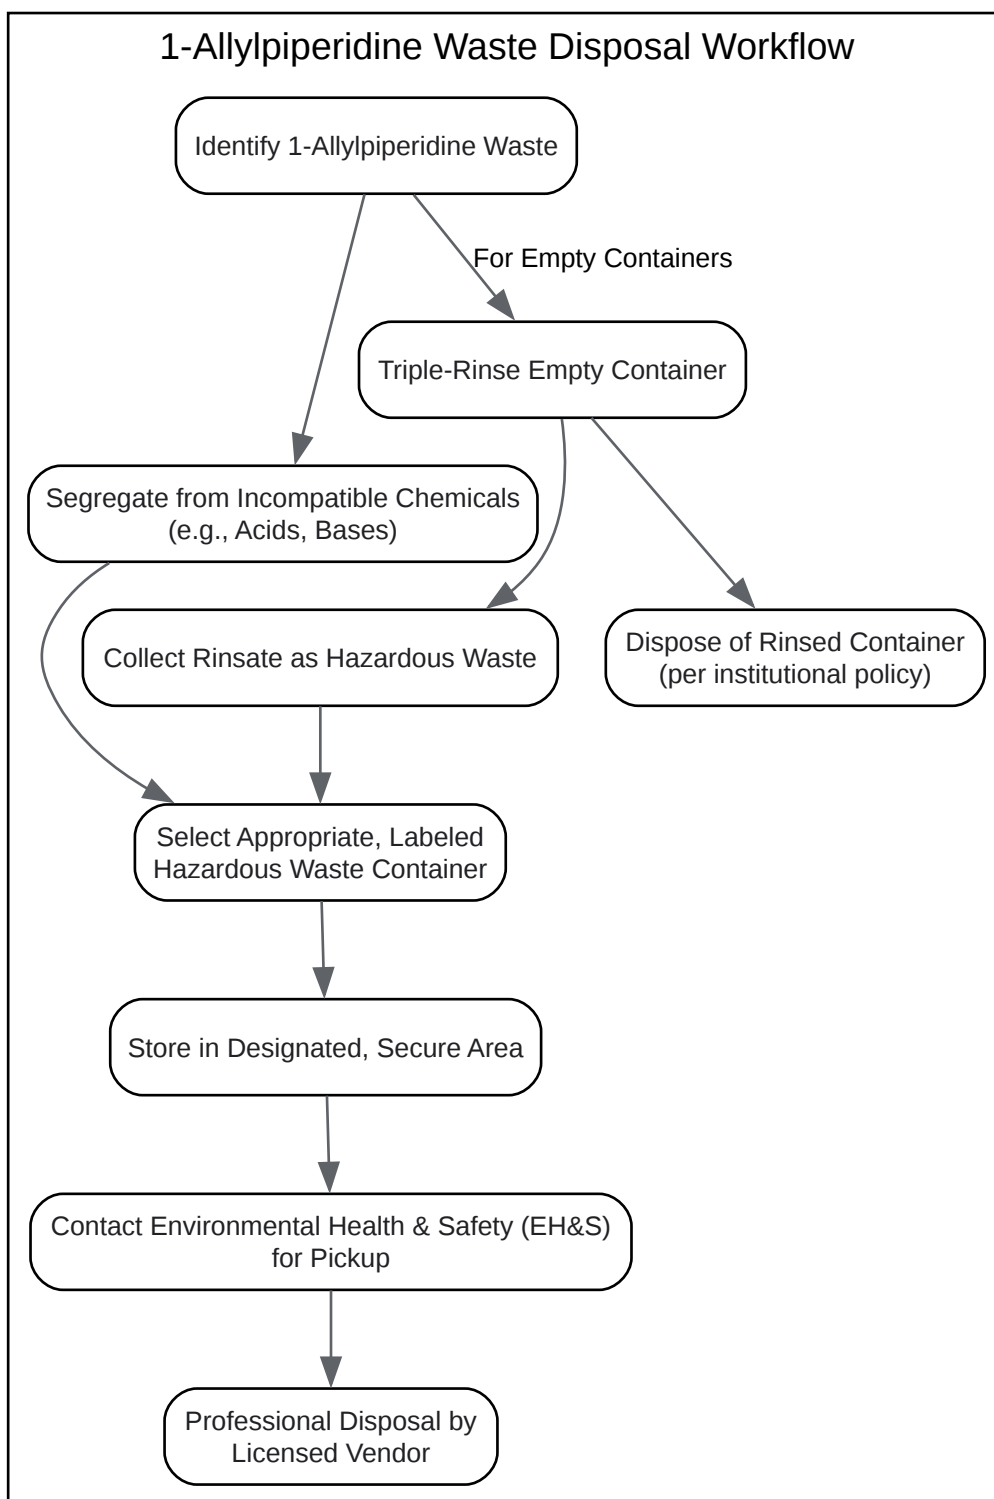 1-Allylpiperidine Waste Disposal Workflow
Identify 1-Allylpiperidine Waste
For Empty Containers
Triple-Rinse Empty Container
Segregate from Incompatible Chemicals
(e.g., Acids, Bases)
Collect Rinsate as Hazardous Waste
Dispose of Rinsed Container
(per institutional policy)
Select Appropriate, Labeled
Hazardous Waste Container
Store in Designated, Secure Area
Contact Environmental Health & Safety (EH&S)
for Pickup
Professional Disposal by
Licensed Vendor